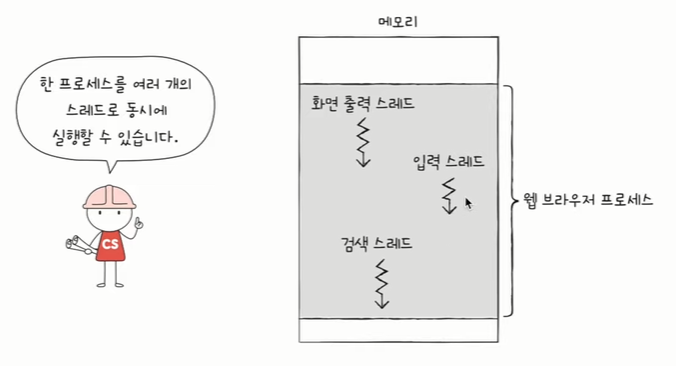 메모리
한 프로세스를 여러 개의
스레드로 동시에
실행할 수 있습니다.
화면 출력 스레드
입력 스레드
웹 브라우저 프로세스
검색 스레드
CS